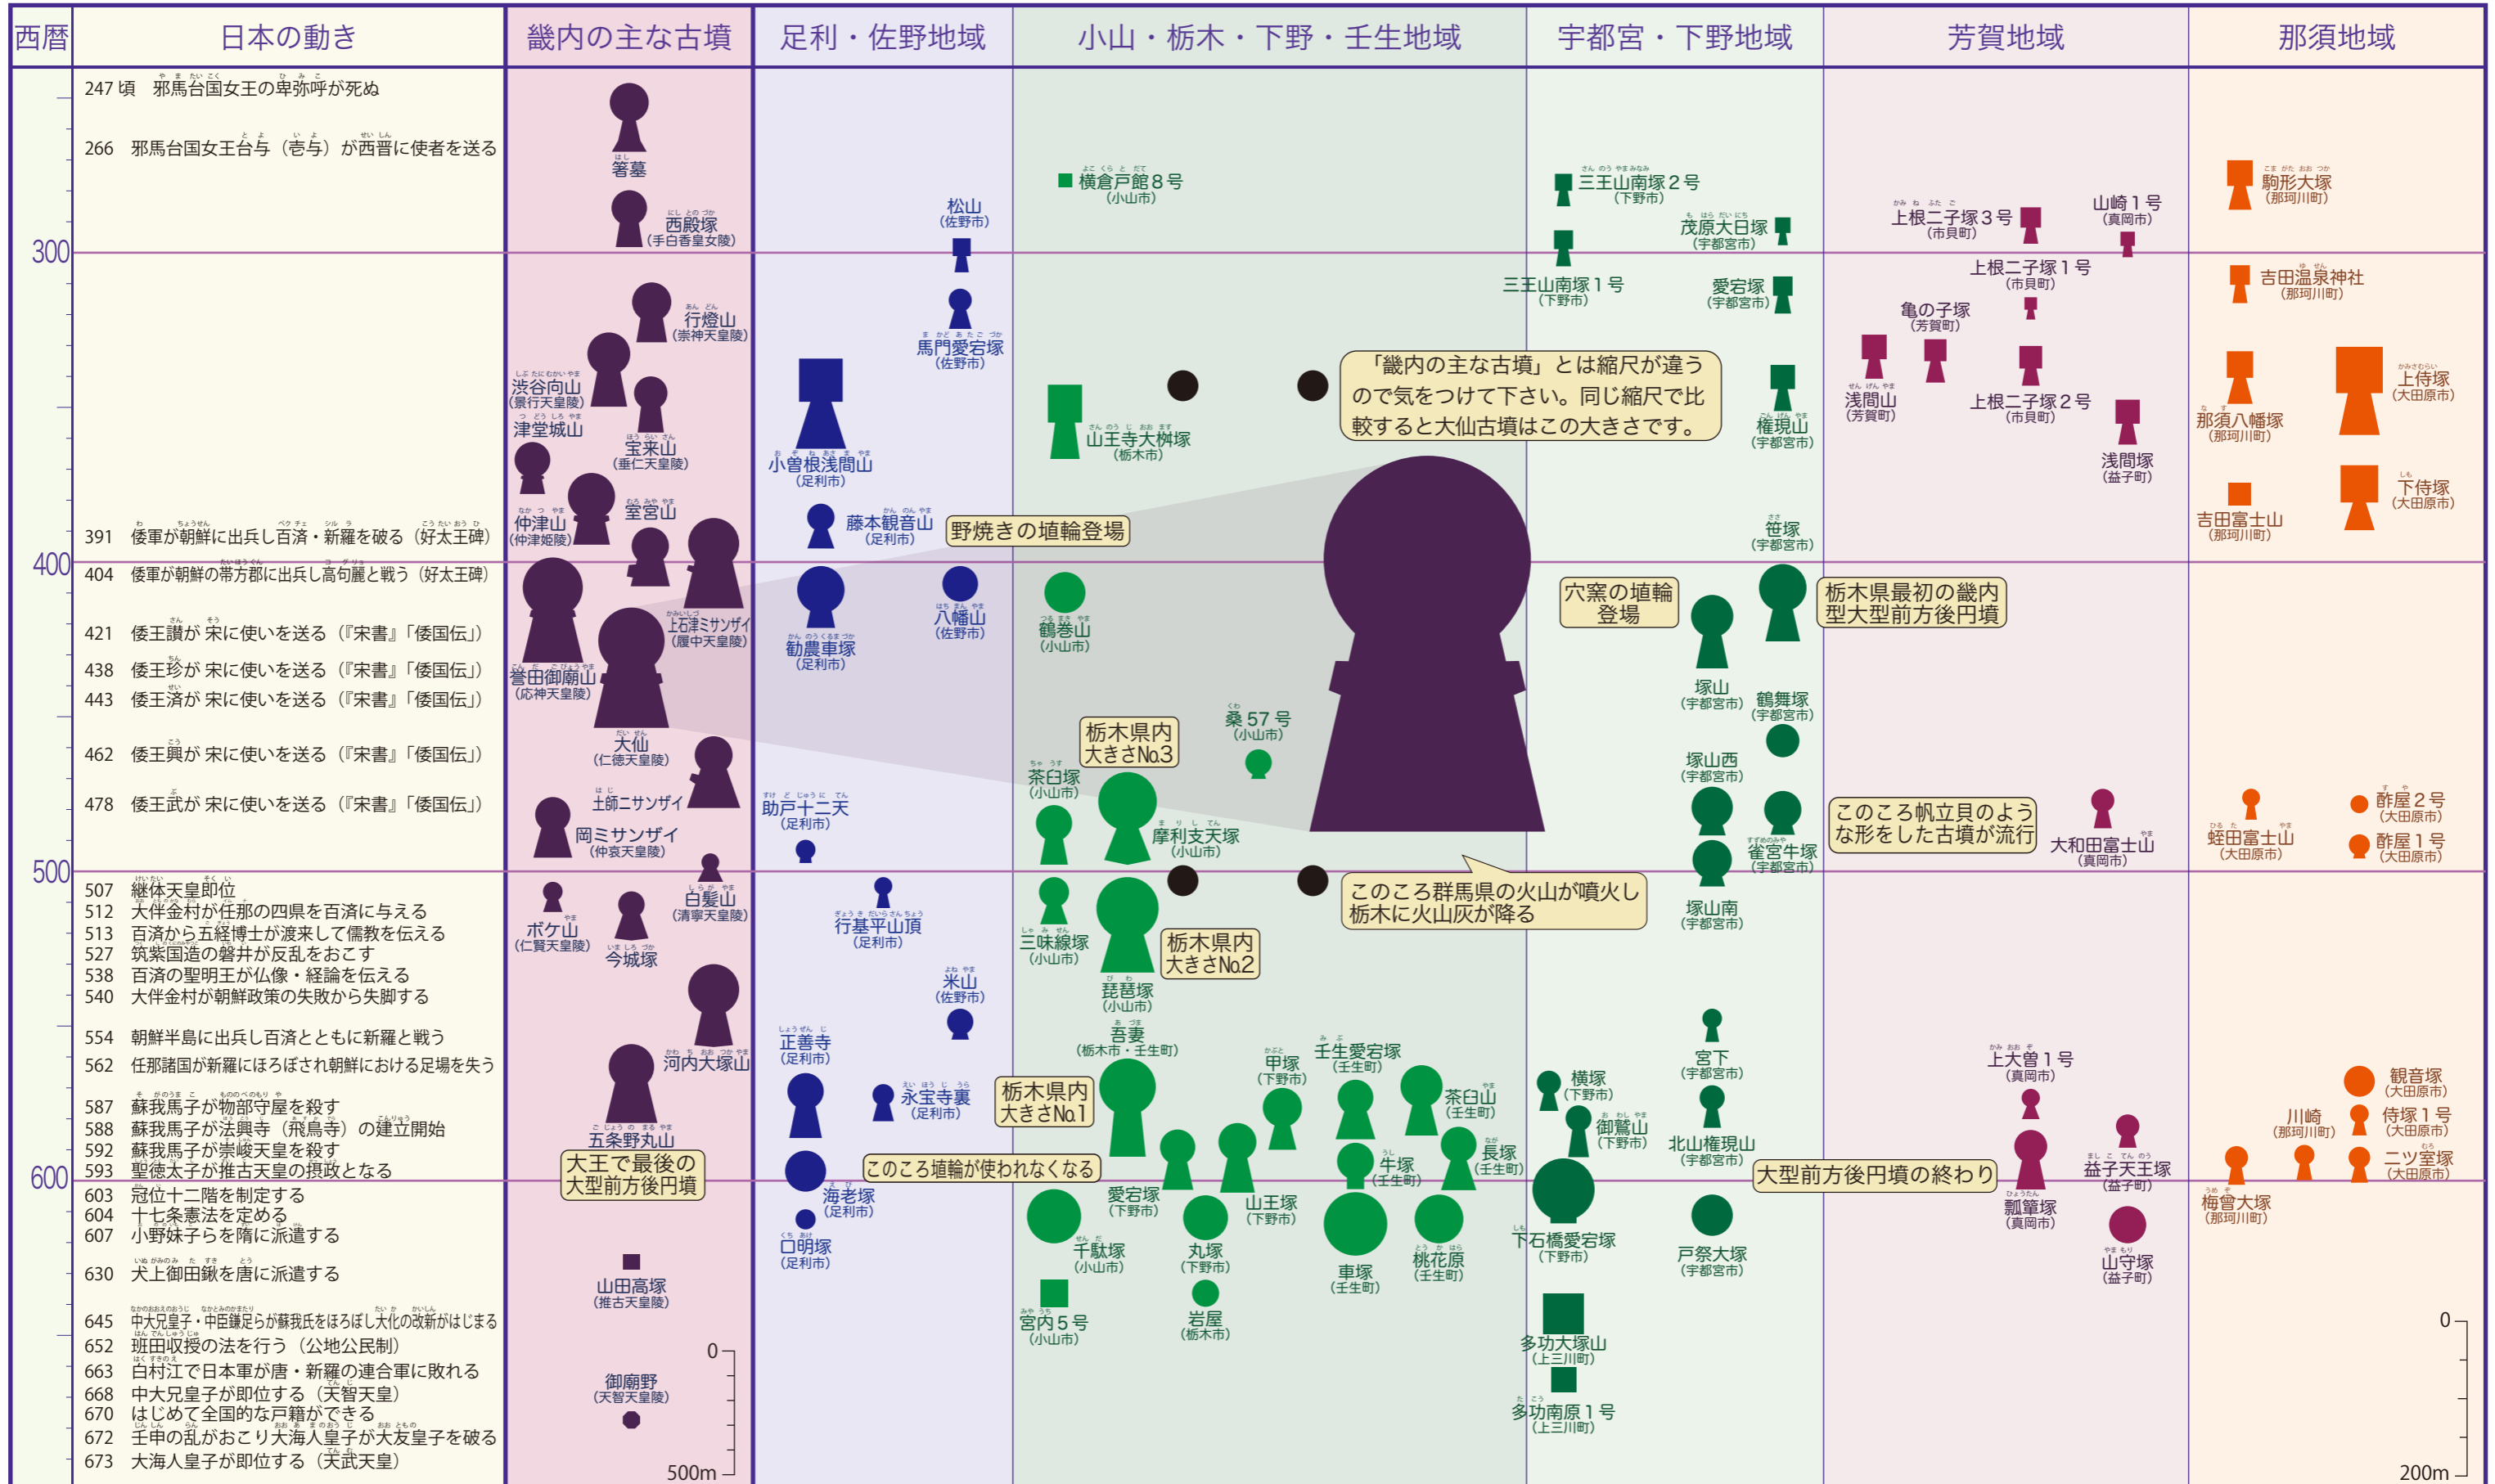 西暦
日本の動き
畿内の主な古墳
足利・佐野地域
小山・栃木・下野・壬生地域
宇都宮・下野地域
芳賀地域
那須地域
300
400
500
600
247頃 邪馬台国女王の卑弥呼が死ぬ
266 邪馬台国女王台与（壱与）が西晋に使者を送る
391 倭軍が朝鮮に出兵し百済・新羅を破る（好太王碑）
404 倭軍が朝鮮の帯方郡に出兵し高句麗と戦う（好太王碑）
421 倭王讃が 宋に使いを送る（『宋書』「倭国伝」）
438 倭王珍が 宋に使いを送る（『宋書』「倭国伝」）
443 倭王済が 宋に使いを送る（『宋書』「倭国伝」）
462 倭王興が 宋に使いを送る（『宋書』「倭国伝」）
478 倭王武が 宋に使いを送る（『宋書』「倭国伝」）
507 継体天皇即位
512 大伴金村が任那の四県を百済に与える
513 百済から五経博士が渡来して儒教を伝える
527 筑紫国造の磐井が反乱をおこす
538 百済の聖明王が仏像・経論を伝える
540 大伴金村が朝鮮政策の失敗から失脚する
554 朝鮮半島に出兵し百済とともに新羅と戦う
562 任那諸国が新羅にほろぼされ朝鮮における足場を失う
587 蘇我馬子が物部守屋を殺す
588 蘇我馬子が法興寺（飛鳥寺）の建立開始
592 蘇我馬子が崇峻天皇を殺す
593 聖徳太子が推古天皇の摂政となる
603 冠位十二階を制定する
604 十七条憲法を定める
607 小野妹子らを隋に派遣する
630 犬上御田鍬を唐に派遣する
645 中大兄皇子・中臣鎌足らが蘇我氏をほろぼし大化の改新がはじまる
652 班田収授の法を行う（公地公民制）
663 白村江で日本軍が唐・新羅の連合軍に敗れる
668 中大兄皇子が即位する（天智天皇）
670 はじめて全国的な戸籍ができる
672 壬申の乱がおこり大海人皇子が大友皇子を破る
673 大海人皇子が即位する（天武天皇）
箸墓
西殿塚
（手白香皇女陵）
行燈山
（崇神天皇陵）
渋谷向山
（景行天皇陵）
津堂城山
宝来山
（垂仁天皇陵）
仲津山
（仲津姫陵）
室宮山
上石津ミサンザイ
（履中天皇陵）
誉田御廟山
（応神天皇陵）
大仙
（仁徳天皇陵）
土師ニサンザイ
岡ミサンザイ
（仲哀天皇陵）
白髪山
（清寧天皇陵）
ボケ山
（仁賢天皇陵）
今城塚
河内大塚山
五条野丸山
大王で最後の
大型前方後円墳
山田高塚
（推古天皇陵）
御廟野
（天智天皇陵）
0
500m
松山
（佐野市）
馬門愛宕塚
（佐野市）
小曽根浅間山
（足利市）
藤本観音山
（足利市）
勧農車塚
（足利市）
八幡山
（佐野市）
助戸十二天
（足利市）
行基平山頂
（足利市）
米山
（佐野市）
正善寺
（足利市）
永宝寺裏
（足利市）
海老塚
（足利市）
口明塚
（足利市）
野焼きの埴輪登場
このころ埴輪が使われなくなる
横倉戸館８号
（小山市）
山王寺大桝塚
（栃木市）
「畿内の主な古墳」とは縮尺が違う
ので気をつけて下さい。同じ縮尺で比
較すると大仙古墳はこの大きさです。
鶴巻山
（小山市）
桑57号
（小山市）
栃木県内
大きさNo.3
茶臼塚
（小山市）
摩利支天塚
（小山市）
三味線塚
（小山市）
栃木県内
大きさNo.2
琵琶塚
（小山市）
このころ群馬県の火山が噴火し
栃木に火山灰が降る
吾妻
（栃木市・壬生町）
栃木県内
大きさNo.1
甲塚
（下野市）
壬生愛宕塚
（壬生町）
茶臼山
（壬生町）
愛宕塚
（下野市）
山王塚
（下野市）
牛塚
（壬生町）
長塚
（壬生町）
千駄塚
（小山市）
丸塚
（下野市）
車塚
（壬生町）
桃花原
（壬生町）
宮内５号
（小山市）
岩屋
（栃木市）
三王山南塚２号
（下野市）
茂原大日塚
（宇都宮市）
三王山南塚１号
（下野市）
愛宕塚
（宇都宮市）
権現山
（宇都宮市）
笹塚
（宇都宮市）
穴窯の埴輪
登場
栃木県最初の畿内
型大型前方後円墳
塚山
（宇都宮市）
鶴舞塚
（宇都宮市）
塚山西
（宇都宮市）
雀宮牛塚
（宇都宮市）
塚山南
（宇都宮市）
宮下
（宇都宮市）
横塚
（下野市）
御鷲山
（下野市）
北山権現山
（宇都宮市）
大型前方後円墳の終わり
下石橋愛宕塚
（下野市）
戸祭大塚
（宇都宮市）
多功大塚山
（上三川町）
多功南原１号
（上三川町）
上根二子塚３号
（市貝町）
山崎１号
（真岡市）
上根二子塚１号
（市貝町）
亀の子塚
（芳賀町）
浅間山
（芳賀町）
上根二子塚２号
（市貝町）
浅間塚
（益子町）
このころ帆立貝のよう
な形をした古墳が流行
大和田富士山
（真岡市）
上大曽１号
（真岡市）
益子天王塚
（益子町）
瓢箪塚
（真岡市）
山守塚
（益子町）
駒形大塚
（那珂川町）
吉田温泉神社
（那珂川町）
那須八幡塚
（那珂川町）
上侍塚
（大田原市）
下侍塚
（大田原市）
吉田富士山
（那珂川町）
蛭田富士山
（大田原市）
酢屋２号
（大田原市）
酢屋１号
（大田原市）
観音塚
（大田原市）
川崎
（那珂川町）
侍塚１号
（大田原市）
二ツ室塚
（大田原市）
梅曾大塚
（那珂川町）
0
200m